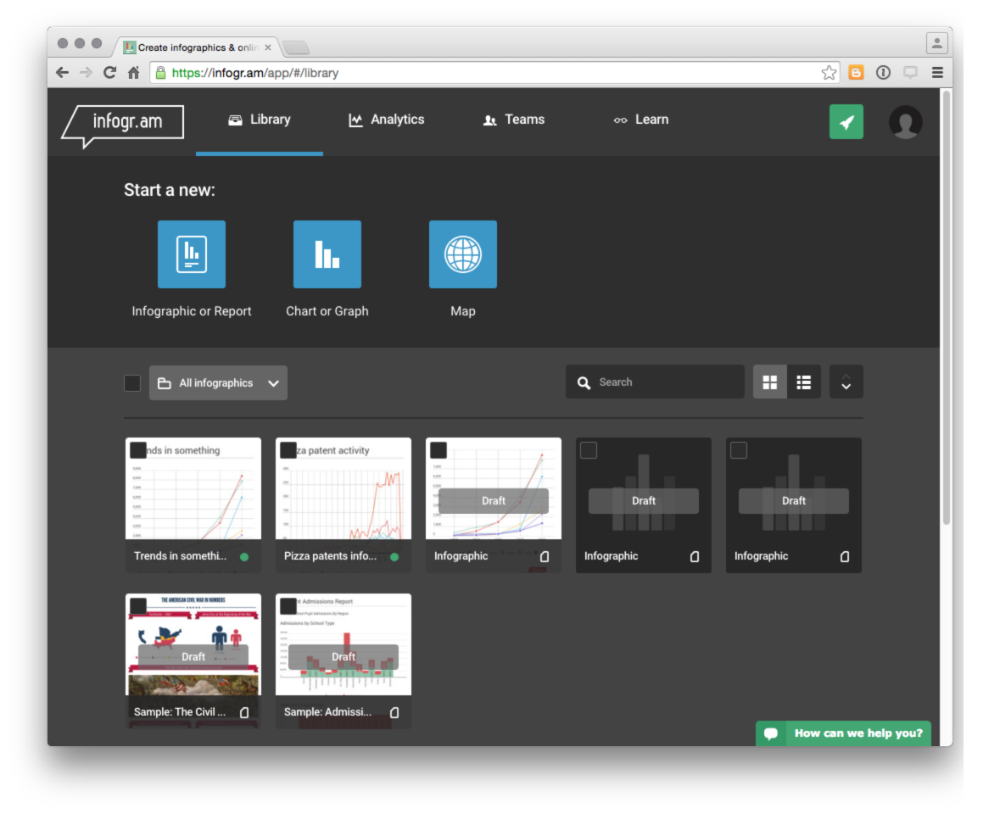 Create infographics & onlin
https://infogr.am/app/#/library
infogr.am
Library
Analytics
Teams
Learn
Start a new:
Infographic or Report
Chart or Graph
Map
All infographics
Search
nds in something
za patent activity
Draft
Draft
Draft
Trends in somethi...
Pizza patents info...
Infographic
Infographic
Infographic
THE AMERICAN CIVIL WAR IN NUMBERS
nt Admissions Report
Admissions by School Type
Draft
Draft
Sample: The Civil ...
Sample: Admissi...
How can we help you?